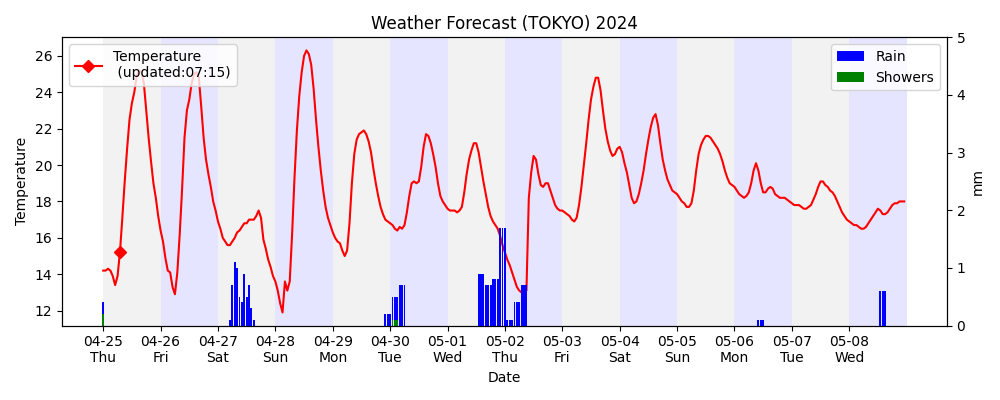 Weather Forecast (TOKYO) 2024
Temperature
(updated:07:15)
Rain
Showers
Temperature
26
24
22
20
18
16
14
12
5
4
3
2
1
0
mm
04-25 04-26 04-27 04-28 04-29 04-30 05-01 05-02 05-03 05-04 05-05 05-06 05-07 05-08
Thu Fri Sat Sun Mon Tue Wed Thu Fri Sat Sun Mon Tue Wed
Date